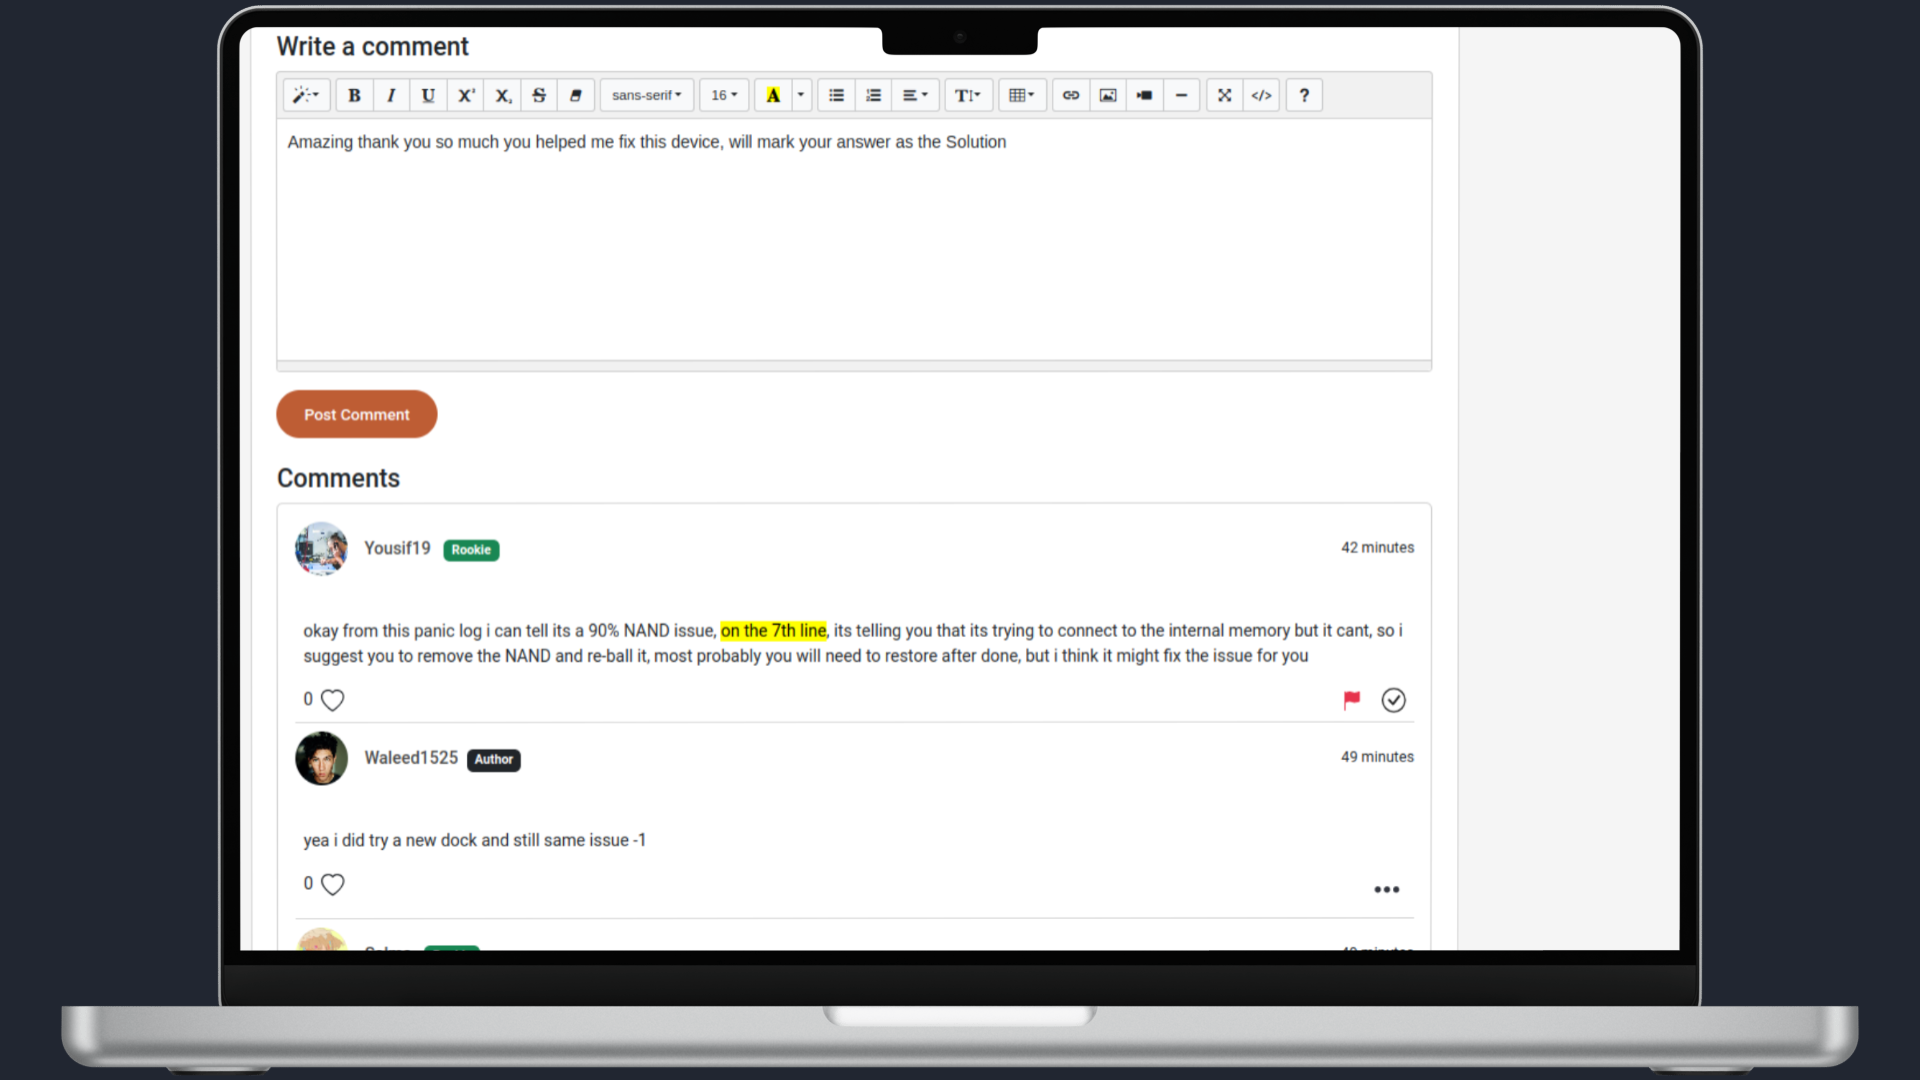 Write a comment
B I U X² X₂ S sans-serif 16 A T </> ?
Amazing thank you so much you helped me fix this device, will mark your answer as the Solution
Post Comment
Comments
Yousif19 Rookie 42 minutes
okay from this panic log i can tell its a 90% NAND issue, on the 7th line, its telling you that its trying to connect to the internal memory but it cant, so i
suggest you to remove the NAND and re-ball it, most probably you will need to restore after done, but i think it might fix the issue for you
0
Waleed1525 Author 49 minutes
yea i did try a new dock and still same issue -1
0